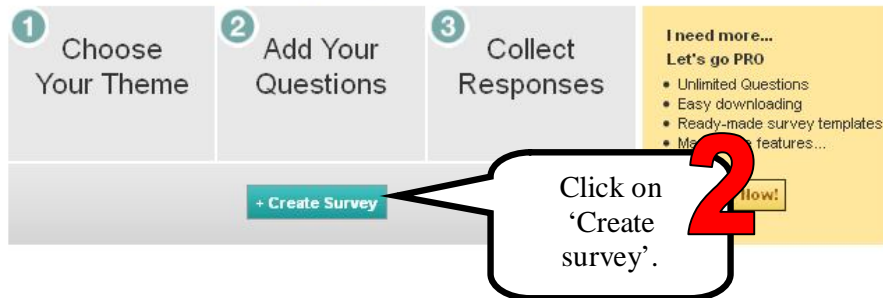 1
Choose
Your Theme
2
Add Your
Questions
3
Collect
Responses
I need more...
Let's go PRO
• Unlimited Questions
• Easy downloading
• Ready-made survey templates
• features...
+ Create Survey
Click on
‘Create
survey’.
2
Now!